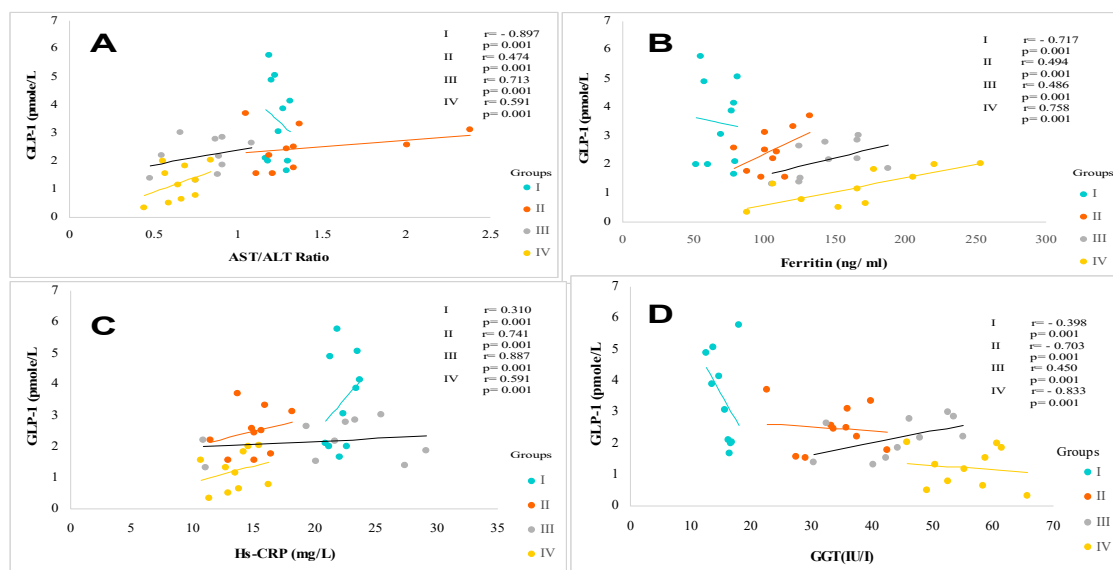 A
GLP-1 (pmole/L)
7
6
5
4
3
2
1
0
0 0.5 1 1.5 2 2.5
AST/ALT Ratio
I r= - 0.897
p= 0.001
II r= 0.474
p= 0.001
III r= 0.713
p= 0.001
IV r= 0.591
p= 0.001
Groups
I
II
III
IV
B
GLP-1 (pmole/L)
7
6
5
4
3
2
1
0
0 50 100 150 200 250 300
Ferritin (ng/ ml)
I r= - 0.717
p= 0.001
II r= 0.494
p= 0.001
III r= 0.486
p= 0.001
IV r= 0.758
p= 0.001
Groups
I
II
III
IV
C
GLP-1 (pmole/L)
7
6
5
4
3
2
1
0
0 5 10 15 20 25 30
Hs-CRP (mg/L)
I r= 0.310
p= 0.001
II r= 0.741
p= 0.001
III r= 0.887
p= 0.001
IV r= 0.591
p= 0.001
Groups
I
II
III
IV
D
GLP-1 (pmole/L)
7
6
5
4
3
2
1
0
0 10 20 30 40 50 60 70
GGT(IU/l)
I r= - 0.398
p= 0.001
II r= - 0.703
p= 0.001
III r= 0.450
p= 0.001
IV r= -0.833
p= 0.001
Groups
I
II
III
IV